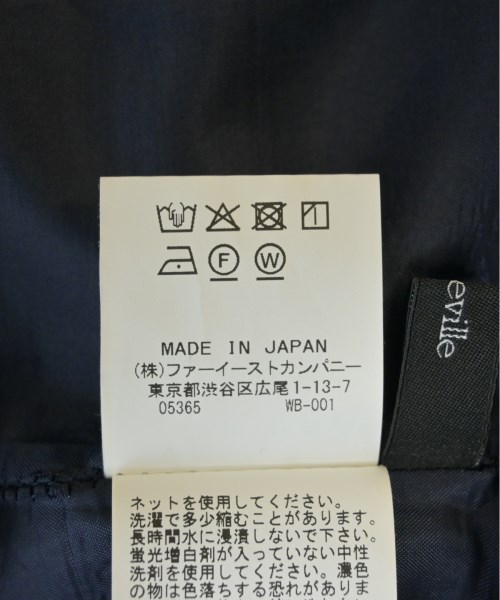 F W
MADE IN JAPAN
(株)ファーイーストカンパニー
東京都渋谷区広尾1-13-7
05365 WB-001
eville
ネットを使用してください。
洗濯で多少縮むことがあります。
長時間水に浸漬しないで下さい。
蛍光増白剤が入っていない中性
洗剤を使用してください。濃色
の物は色落ちする恐れがありま